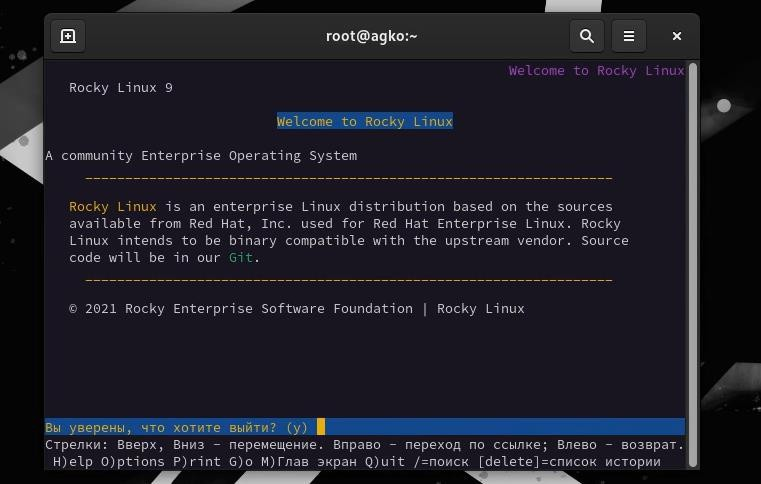 root@agko:~
Welcome to Rocky Linux
Rocky Linux 9
Welcome to Rocky Linux
A community Enterprise Operating System
Rocky Linux is an enterprise Linux distribution based on the sources
available from Red Hat, Inc. used for Red Hat Enterprise Linux. Rocky
Linux intends to be binary compatible with the upstream vendor. Source
code will be in our Git.
© 2021 Rocky Enterprise Software Foundation | Rocky Linux
Вы уверены, что хотите выйти? (y)
Стрелки: Вверх, Вниз - перемещение. Вправо - переход по ссылке; Влево - возврат.
H)elp O)ptions P)rint G)o M)Глав экран Q)uit /=поиск [delete]=список истории